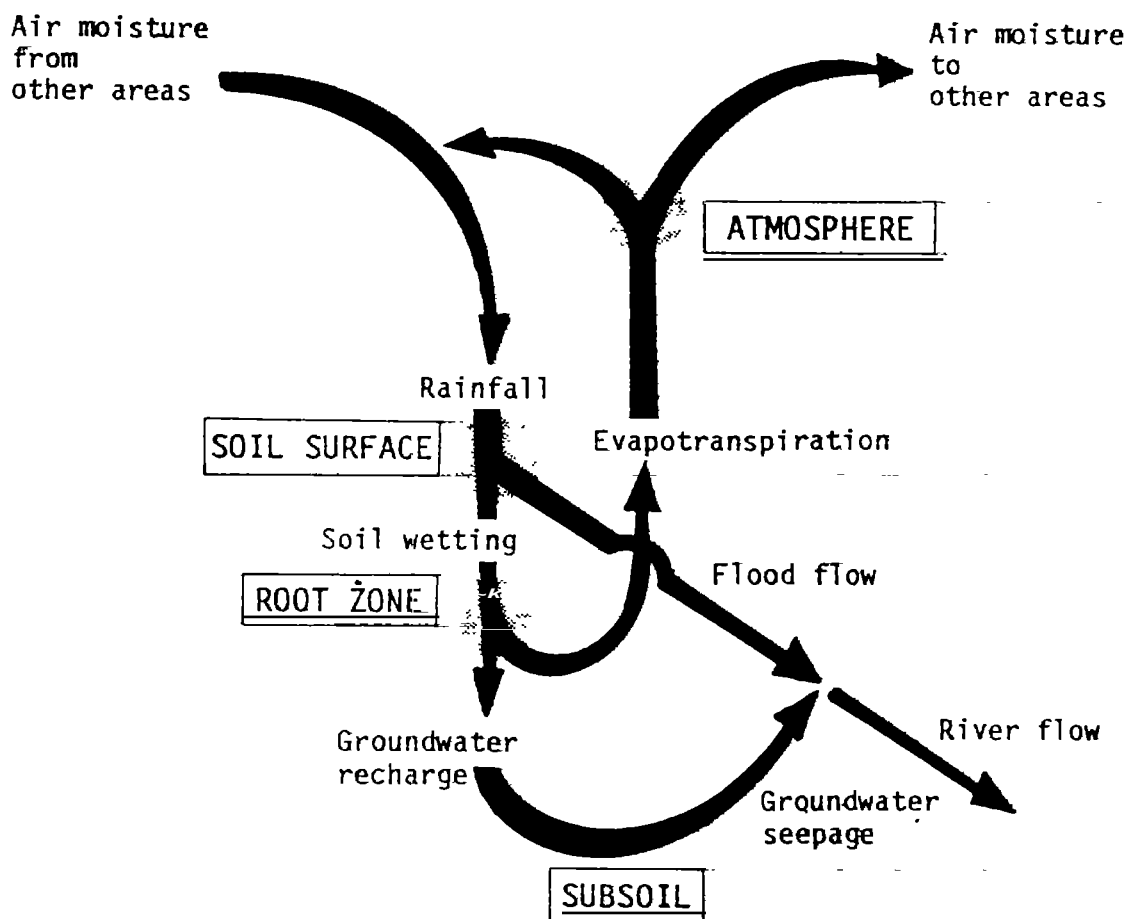 Air moisture
from
other areas
Air moisture
to
other areas
ATMOSPHERE
Rainfall
SOIL SURFACE
Evapotranspiration
Soil wetting
Flood flow
ROOT ZONE
River flow
Groundwater
recharge
Groundwater
seepage
SUBSOIL